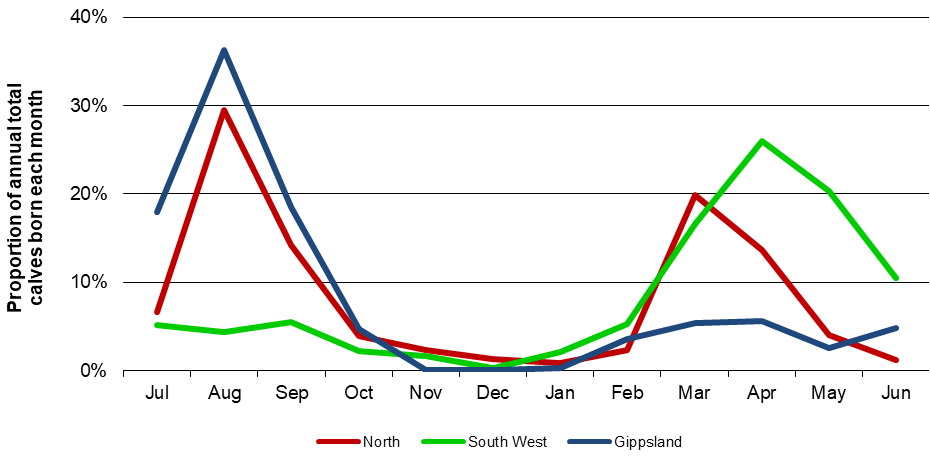 Proportion of annual total
calves born each month
40%
30%
20%
10%
0%
Jul Aug Sep Oct Nov Dec Jan Feb Mar Apr May Jun
North South West Gippsland